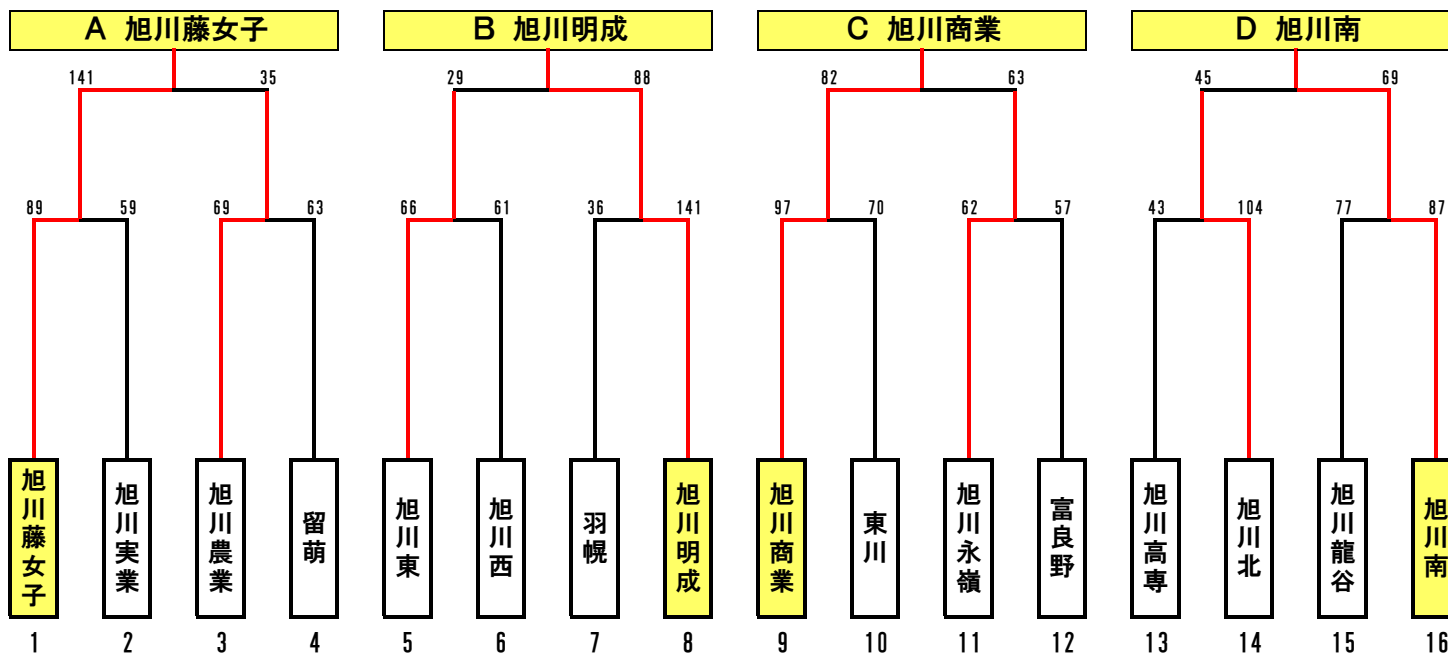 A 旭川藤女子
B 旭川明成
C 旭川商業
D 旭川南
141 35
29 88
82 63
45 69
89 59
69 63
66 61
36 141
97 70
62 57
43 104
77 87
旭川藤女子
旭川実業
旭川農業
留萌
旭川東
旭川西
羽幌
旭川明成
旭川商業
東川
旭川永嶺
富良野
旭川高専
旭川北
旭川龍谷
旭川南
1 2 3 4 5 6 7 8 9 10 11 12 13 14 15 16